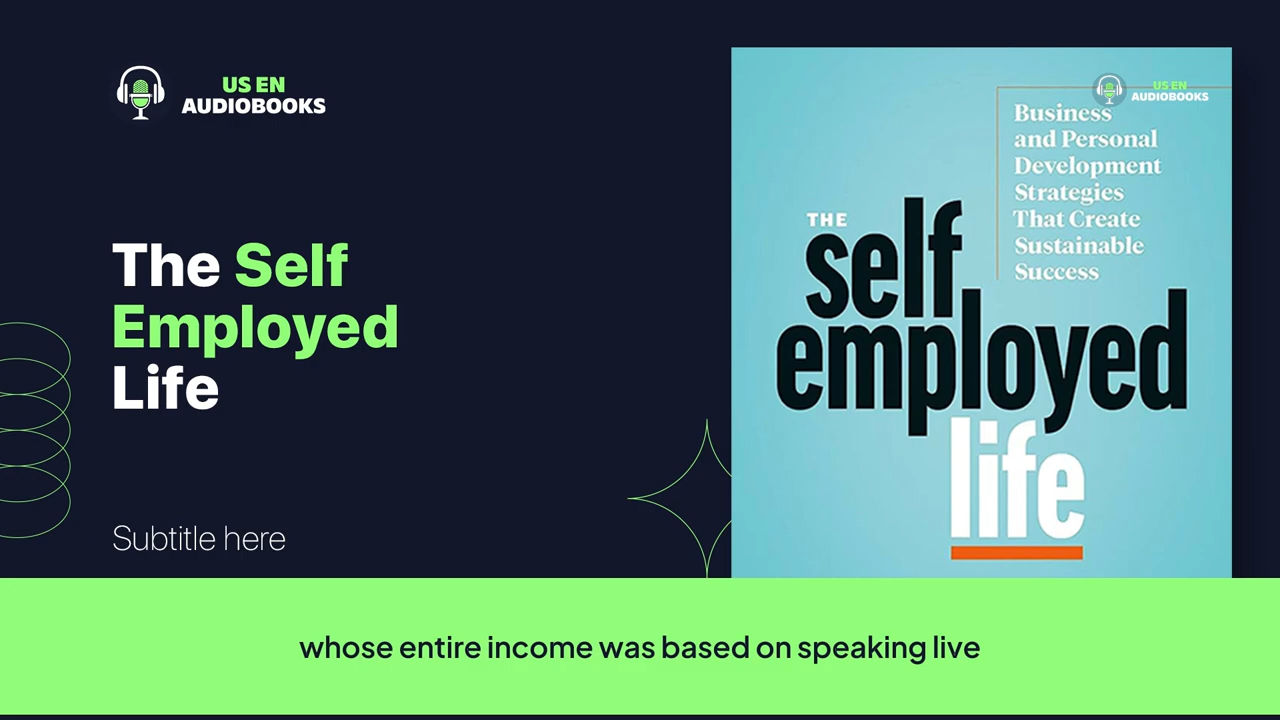 US EN
AUDIOBOOKS
The Self
Employed
Life
Subtitle here
US EN
AUDIOBOOKS
Business
and Personal
Development
Strategies
That Create
Sustainable
Success
THE
self
employed
life
whose entire income was based on speaking live